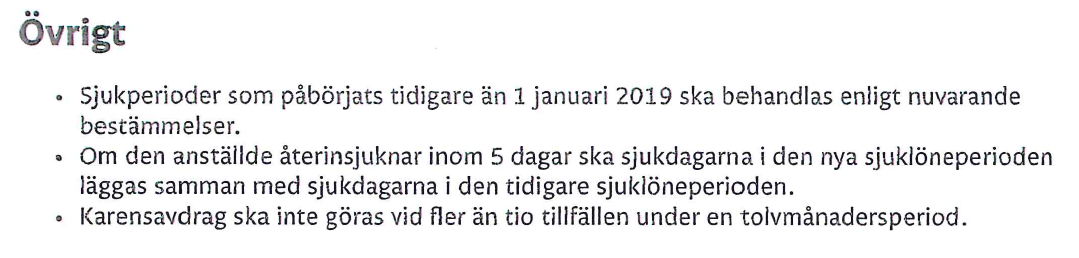 Övrigt
• Sjukperioder som påbörjats tidigare än 1 januari 2019 ska behandlas enligt nuvarande
bestämmelser.
• Om den anställde återinsjuknar inom 5 dagar ska sjukdagarna i den nya sjuklöneperioden
läggas samman med sjukdagarna i den tidigare sjuklöneperioden.
• Karensavdrag ska inte göras vid fler än tio tillfällen under en tolvmånadersperiod.